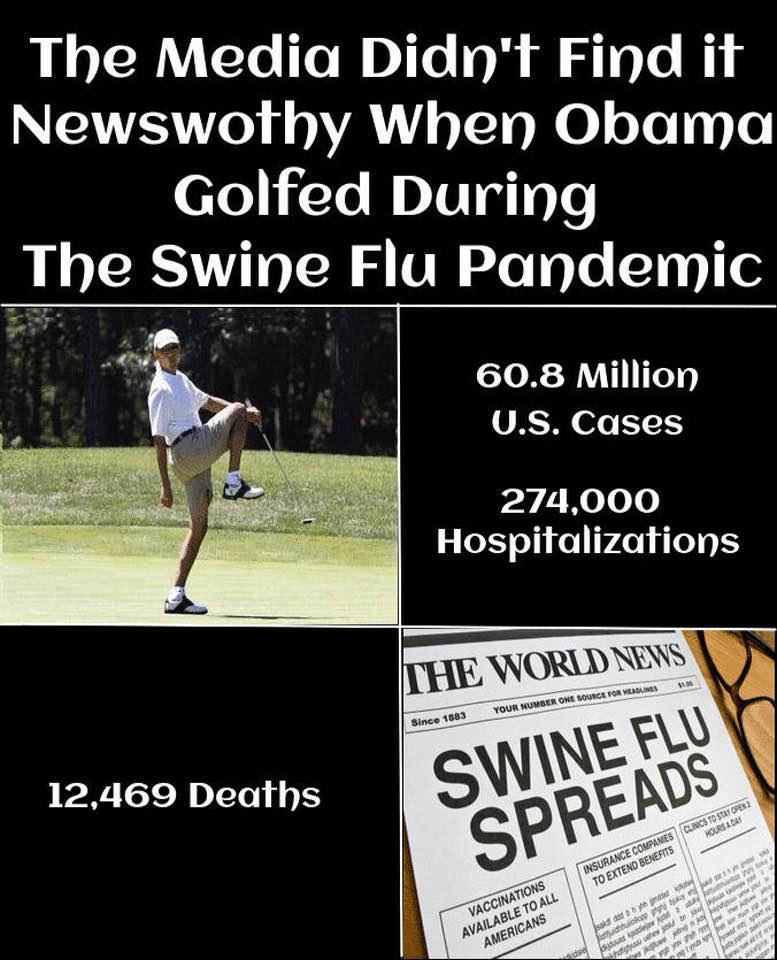 The Media Didn't Find it
Newswothy When Obama
Golfed During
The Swine Flu Pandemic
60.8 Million
U.S. Cases
274,000
Hospitalizations
12,469 Deaths
THE WORLD NEWS
Since 1883
YOUR NUMBER ONE SOURCE FOR HEADLINES
$1.00
SWINE FLU
SPREADS
VACCINATIONS
AVAILABLE TO ALL
AMERICANS
INSURANCE COMPANIES
TO EXTEND BENEFITS
CLINICS TO STAY OPEN 2
HOURS A DAY